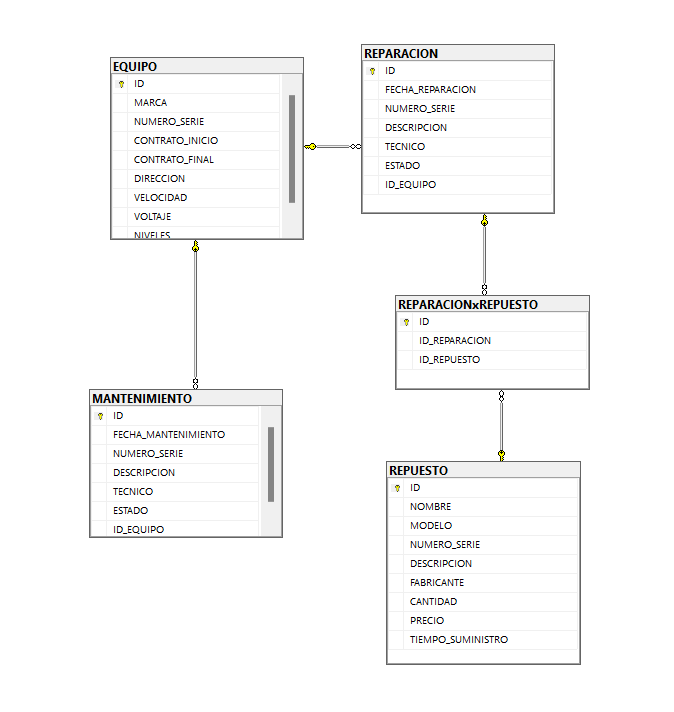 EQUIPO
ID
MARCA
NUMERO_SERIE
CONTRATO_INICIO
CONTRATO_FINAL
DIRECCION
VELOCIDAD
VOLTAJE
NIVELES
REPARACION
ID
FECHA_REPARACION
NUMERO_SERIE
DESCRIPCION
TECNICO
ESTADO
ID_EQUIPO
REPARACIONxREPUESTO
ID
ID_REPARACION
ID_REPUESTO
MANTENIMIENTO
ID
FECHA_MANTENIMIENTO
NUMERO_SERIE
DESCRIPCION
TECNICO
ESTADO
ID_EQUIPO
REPUESTO
ID
NOMBRE
MODELO
NUMERO_SERIE
DESCRIPCION
FABRICANTE
CANTIDAD
PRECIO
TIEMPO_SUMINISTRO